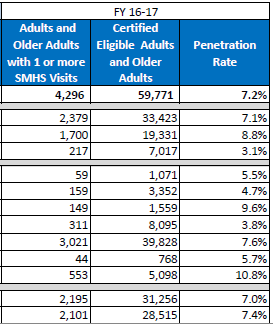 FY 16-17
Adults and Older Adults with 1 or more SMHS Visits Certified Eligible Adults and Older Adults Penetration Rate
4,296 59,771 7.2%
2,379 33,423 7.1%
1,700 19,331 8.8%
217 7,017 3.1%
59 1,071 5.5%
159 3,352 4.7%
149 1,559 9.6%
311 8,095 3.8%
3,021 39,828 7.6%
44 768 5.7%
553 5,098 10.8%
2,195 31,256 7.0%
2,101 28,515 7.4%